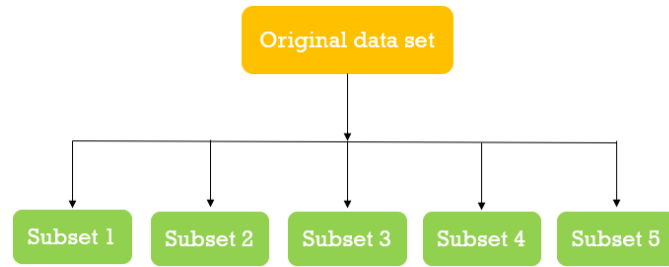 Original data set
Subset 1
Subset 2
Subset 3
Subset 4
Subset 5